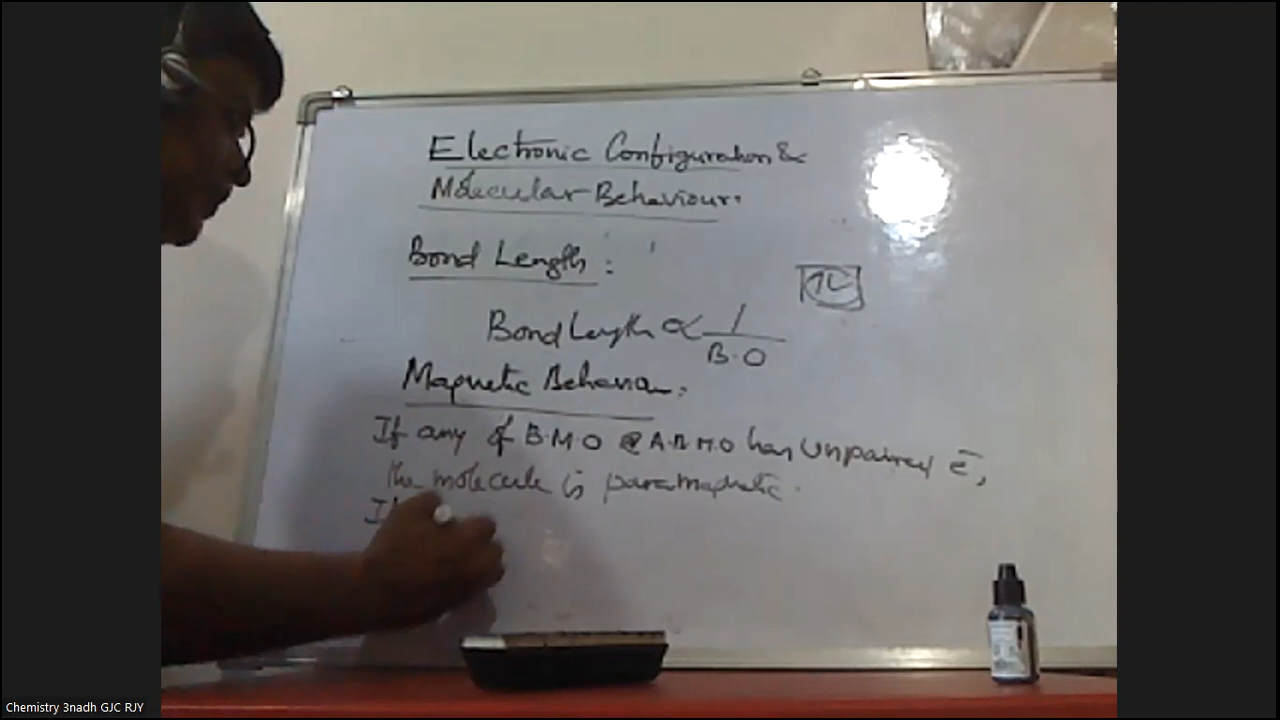 Electronic Configuration &
Molecular Behaviour.
Bond Length :
Bond Length ∝ 1
B.O
Magnetic Behaviour.
If any of B.M.O @ A.B.M.O has unpaired e̅,
the molecule is paramagnetic.
If
Chemistry 3nadh GJC RJY